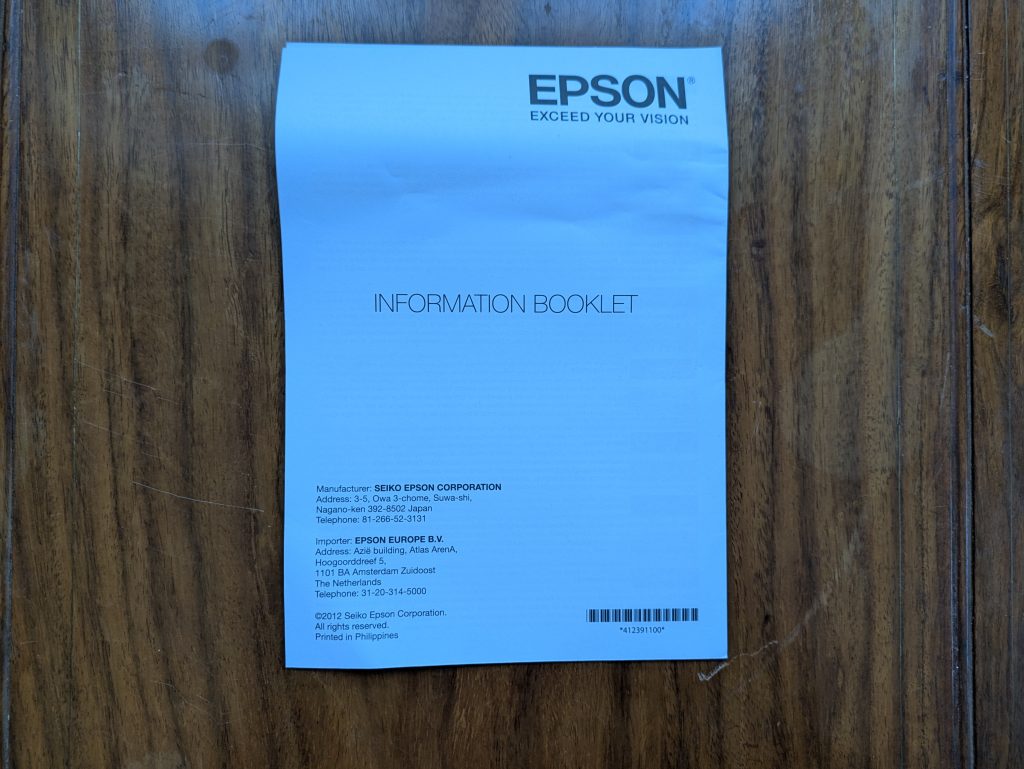 EPSON®
EXCEED YOUR VISION
INFORMATION BOOKLET
Manufacturer: SEIKO EPSON CORPORATION
Address: 3-5, Owa 3-chome, Suwa-shi,
Nagano-ken 392-8502 Japan
Telephone: 81-266-52-3131
Importer: EPSON EUROPE B.V.
Address: Azië building, Atlas ArenA,
Hoogoorddreef 5,
1101 BA Amsterdam Zuidoost
The Netherlands
Telephone: 31-20-314-5000
©2012 Seiko Epson Corporation.
All rights reserved.
Printed in Philippines
*412391100*